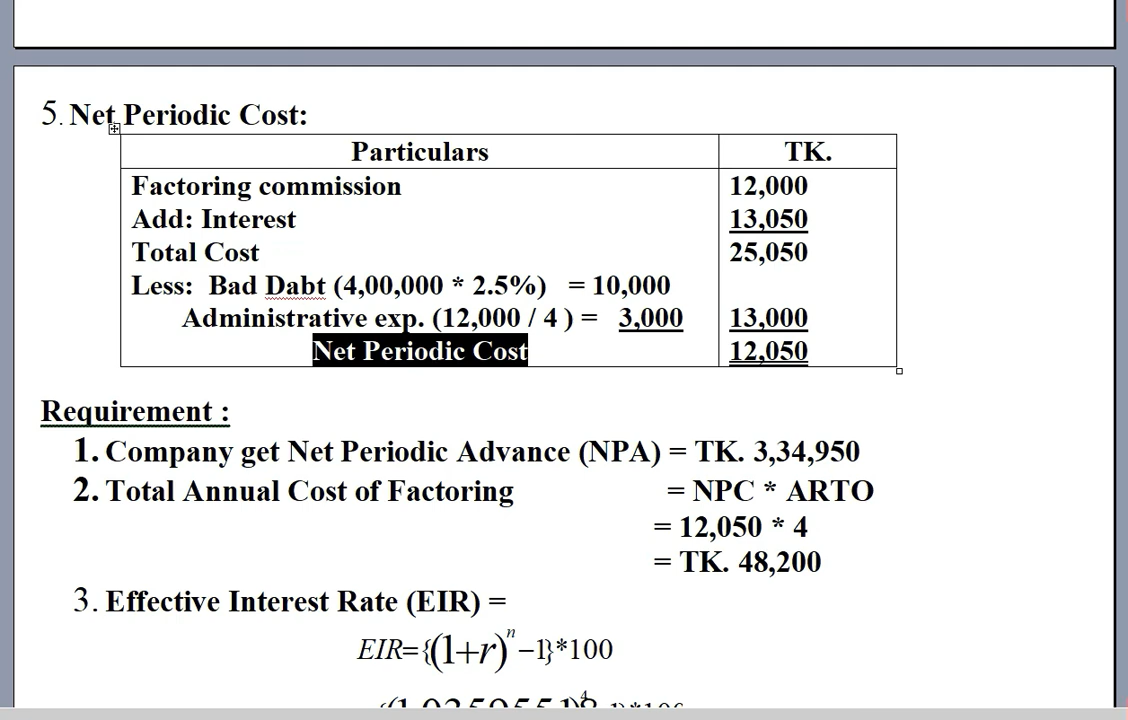 5. Net Periodic Cost:
Particulars TK.
Factoring commission 12,000
Add: Interest 13,050
Total Cost 25,050
Less: Bad Dabt (4,00,000 * 2.5%) = 10,000
Administrative exp. (12,000 / 4 ) = 3,000 13,000
Net Periodic Cost 12,050
Requirement :
1. Company get Net Periodic Advance (NPA) = TK. 3,34,950
2. Total Annual Cost of Factoring = NPC * ARTO
= 12,050 * 4
= TK. 48,200
3. Effective Interest Rate (EIR) =
EIR={(1+r)^n −1}*100